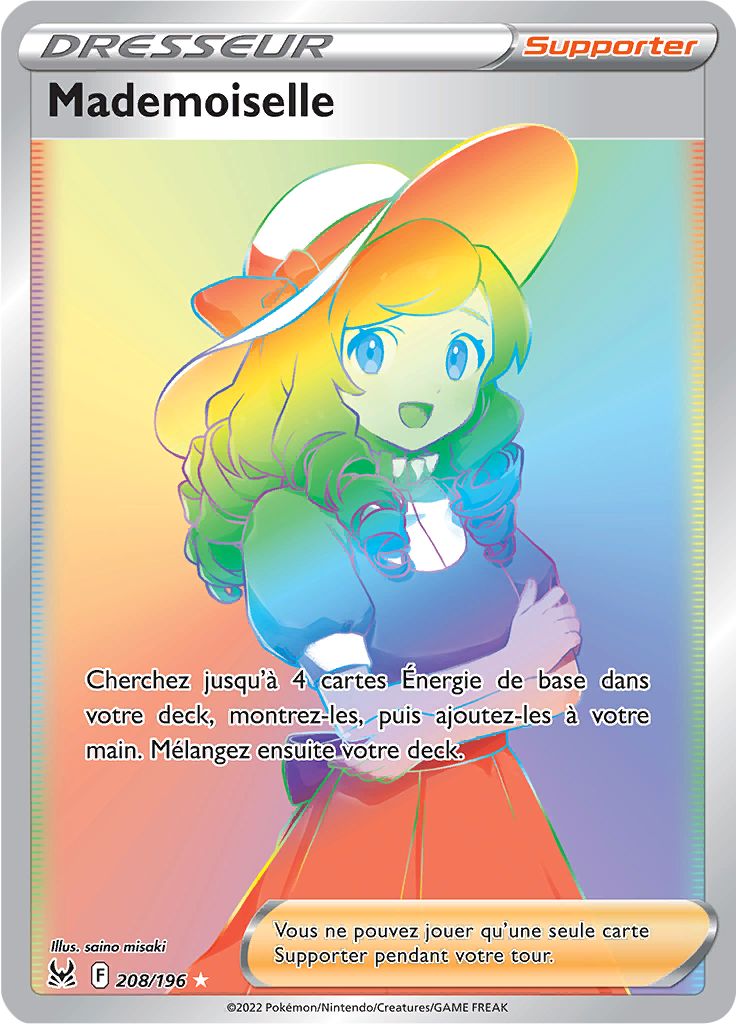 DRESSEUR Supporter
Mademoiselle
Cherchez jusqu'à 4 cartes Énergie de base dans
votre deck, montrez-les, puis ajoutez-les à votre
main. Mélangez ensuite votre deck.
Vous ne pouvez jouer qu'une seule carte
Supporter pendant votre tour.
Illus. saino misaki
F 208/196 ★
©2022 Pokémon/Nintendo/Creatures/GAME FREAK